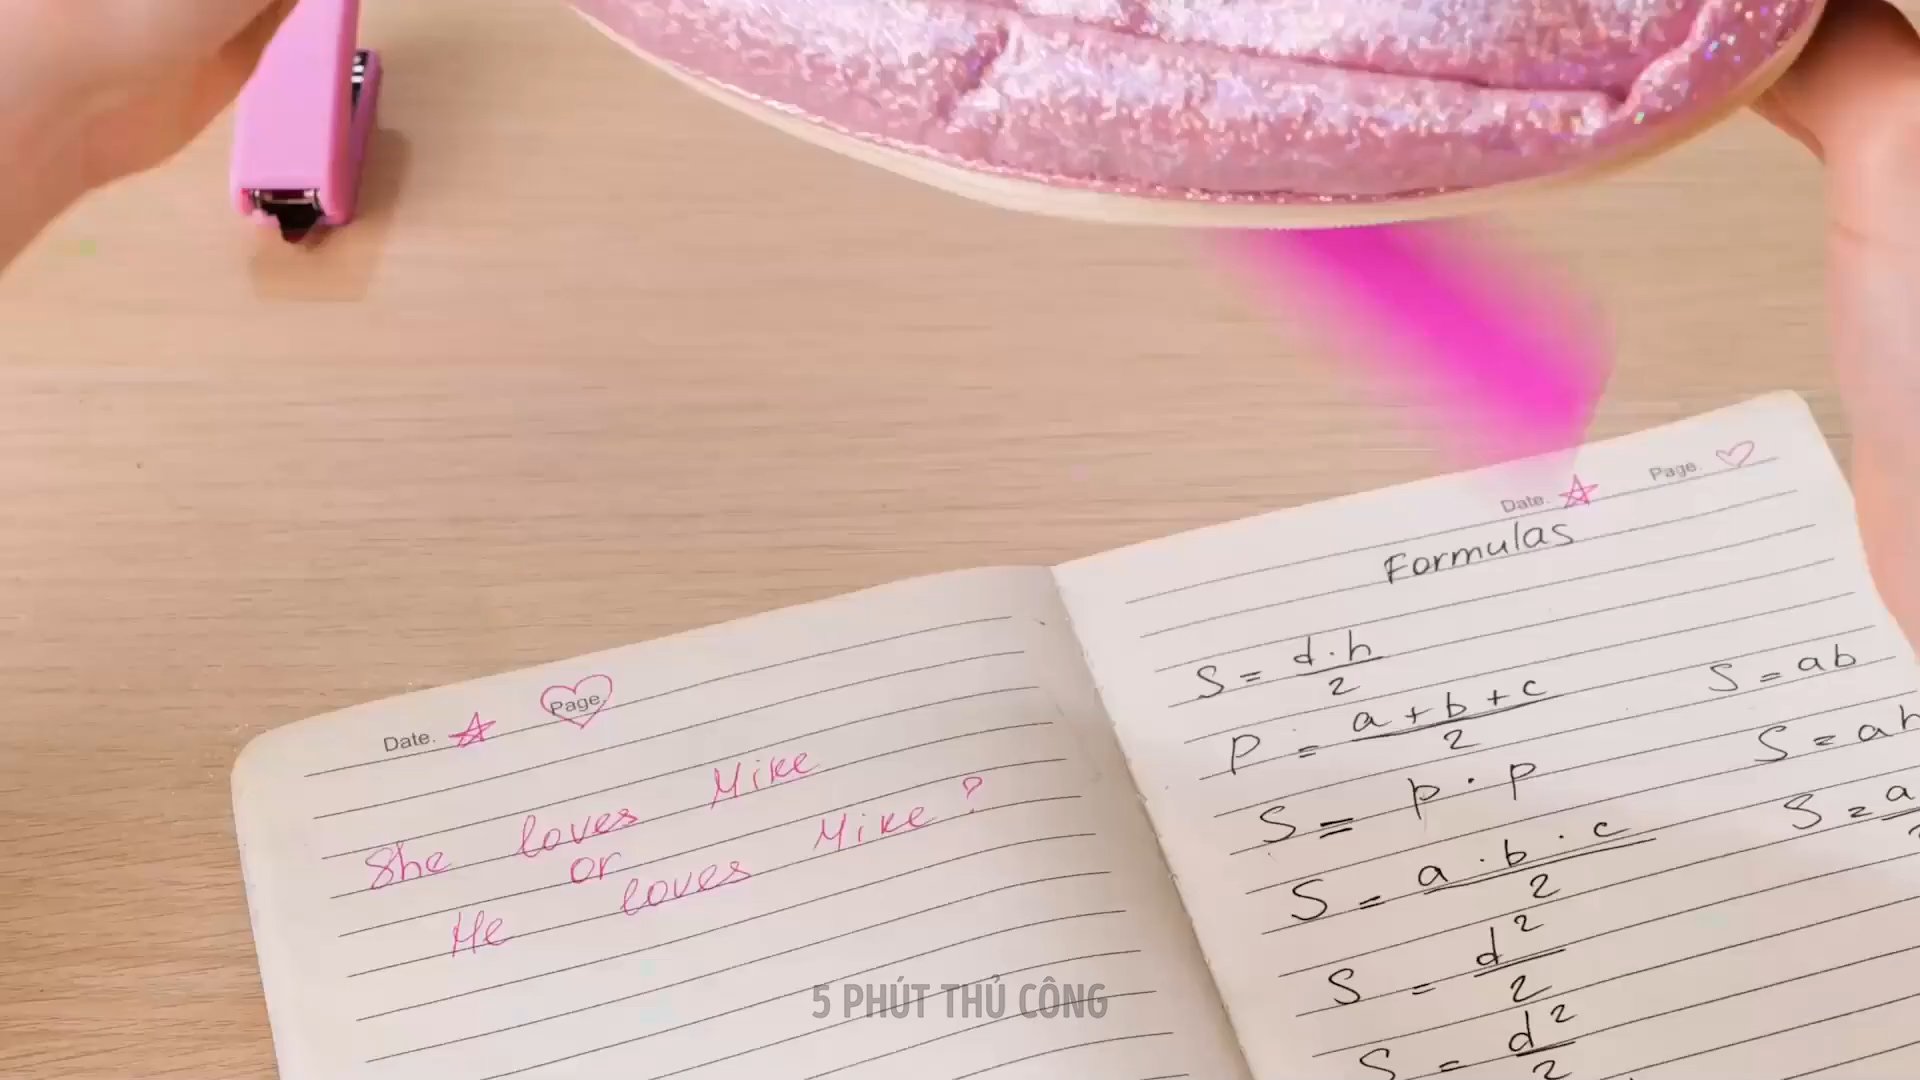 Date. Page.
She loves Mike
or
He loves Mike?
Date. Page.
Formulas
S = d·h/2
P = a+b+c/2
S = p·p
S = a·b·c/2
S = d²/2
S = d²/2
S = ab
5 PHÚT THỦ CÔNG